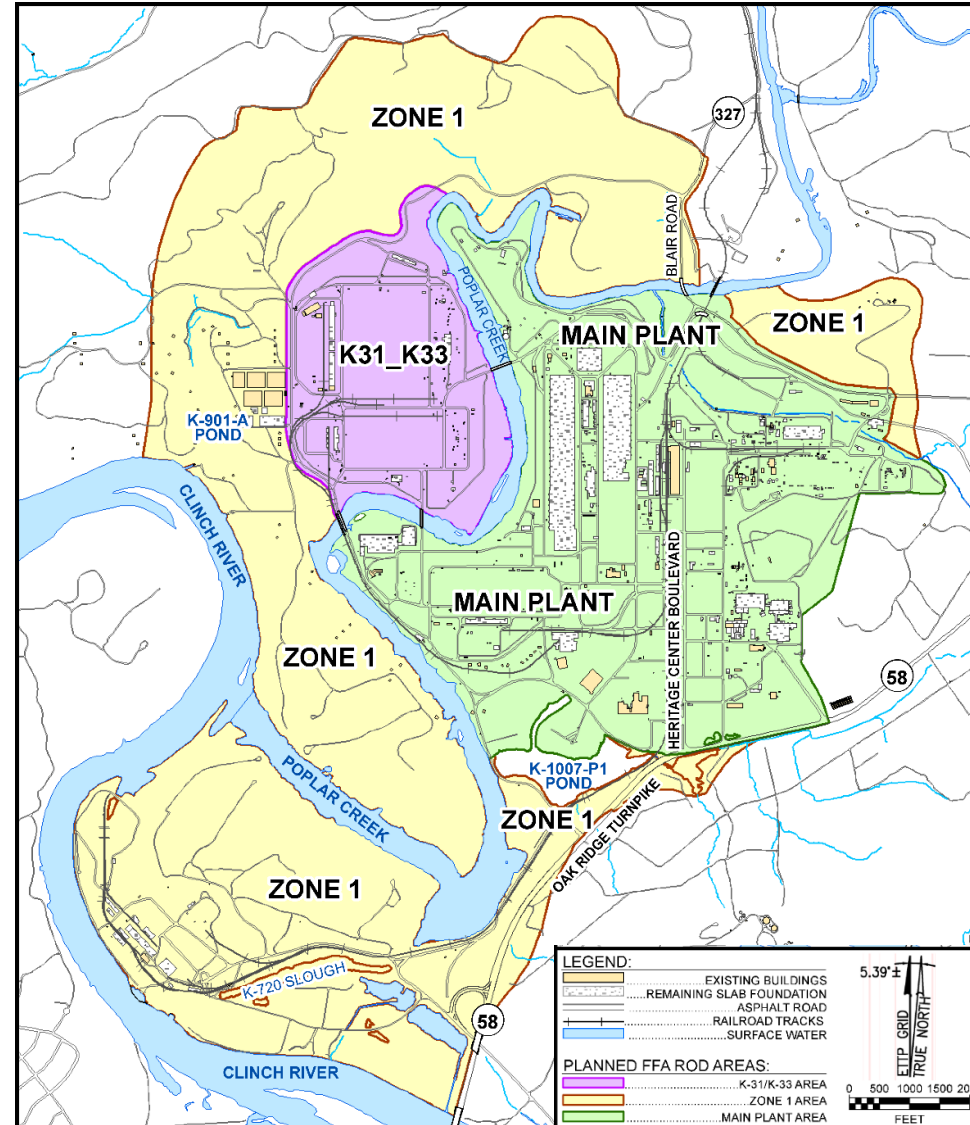 ZONE 1
327
BLAIR ROAD
POPLAR CREEK
MAIN PLANT
ZONE 1
K31_K33
K-901-A
POND
CLINCH RIVER
HERITAGE CENTER BOULEVARD
MAIN PLANT
ZONE 1
58
K-1007-P1
POND
POPLAR CREEK
ZONE 1
OAK RIDGE TURNPIKE
ZONE 1
K-720 SLOUGH
58
CLINCH RIVER
LEGEND:
EXISTING BUILDINGS
REMAINING SLAB FOUNDATION
ASPHALT ROAD
RAILROAD TRACKS
SURFACE WATER
PLANNED FFA ROD AREAS:
K-31/K-33 AREA
ZONE 1 AREA
MAIN PLANT AREA
5.39°±
ETTP GRID
TRUE NORTH
0 500 1000 1500
FEET